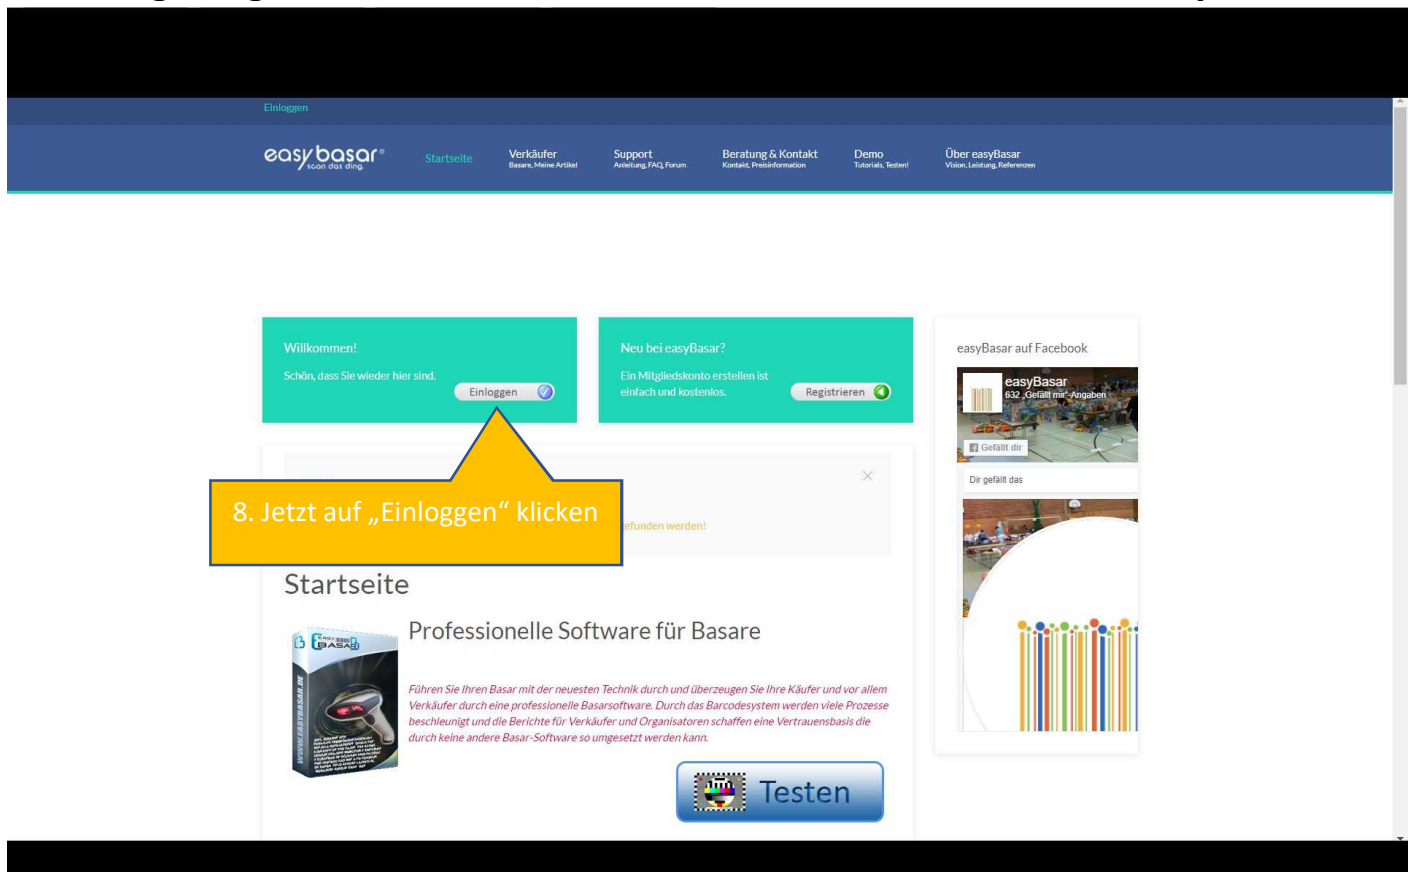 Einloggen
easybasar®
scan das ding.
Startseite
Verkäufer
Basare, Meine Artikel
Support
Anleitung, FAQ, Forum
Beratung & Kontakt
Kontakt, Preisinformation
Demo
Tutorials, Testen!
Über easyBasar
Vision, Leistung, Referenzen
Willkommen!
Schön, dass Sie wieder hier sind.
Einloggen
Neu bei easyBasar?
Ein Mitgliedskonto erstellen ist
einfach und kostenlos.
Registrieren
easyBasar auf Facebook
easyBasar
632 „Gefällt mir“-Angaben
Gefällt dir
Dir gefällt das
8. Jetzt auf „Einloggen“ klicken
gefunden werden!
Startseite
Professionelle Software für Basare
EASY
BASAR
WWW.EASYBASAR.DE
Führen Sie Ihren Basar mit der neuesten Technik durch und überzeugen Sie Ihre Käufer und vor allem
Verkäufer durch eine professionelle Basarsoftware. Durch das Barcodesystem werden viele Prozesse
beschleunigt und die Berichte für Verkäufer und Organisatoren schaffen eine Vertrauensbasis die
durch keine andere Basar-Software so umgesetzt werden kann.
Testen